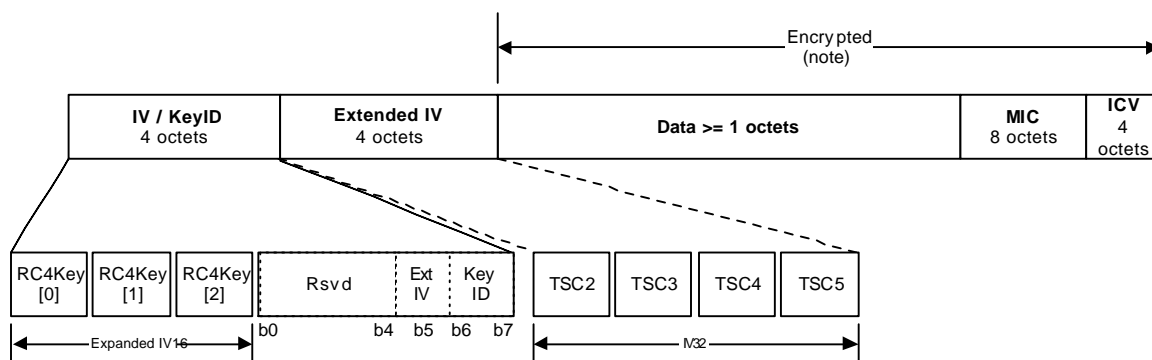 Encrypted
(note)
IV / KeyID
4 octets
Extended IV
4 octets
Data >= 1 octets
MIC
8 octets
ICV
4
octets
RC4Key
[0]
RC4Key
[1]
RC4Key
[2]
Rsvd
Ext
IV
Key
ID
TSC2
TSC3
TSC4
TSC5
b0
b4
b5
b6
b7
Expanded IV16
IV32